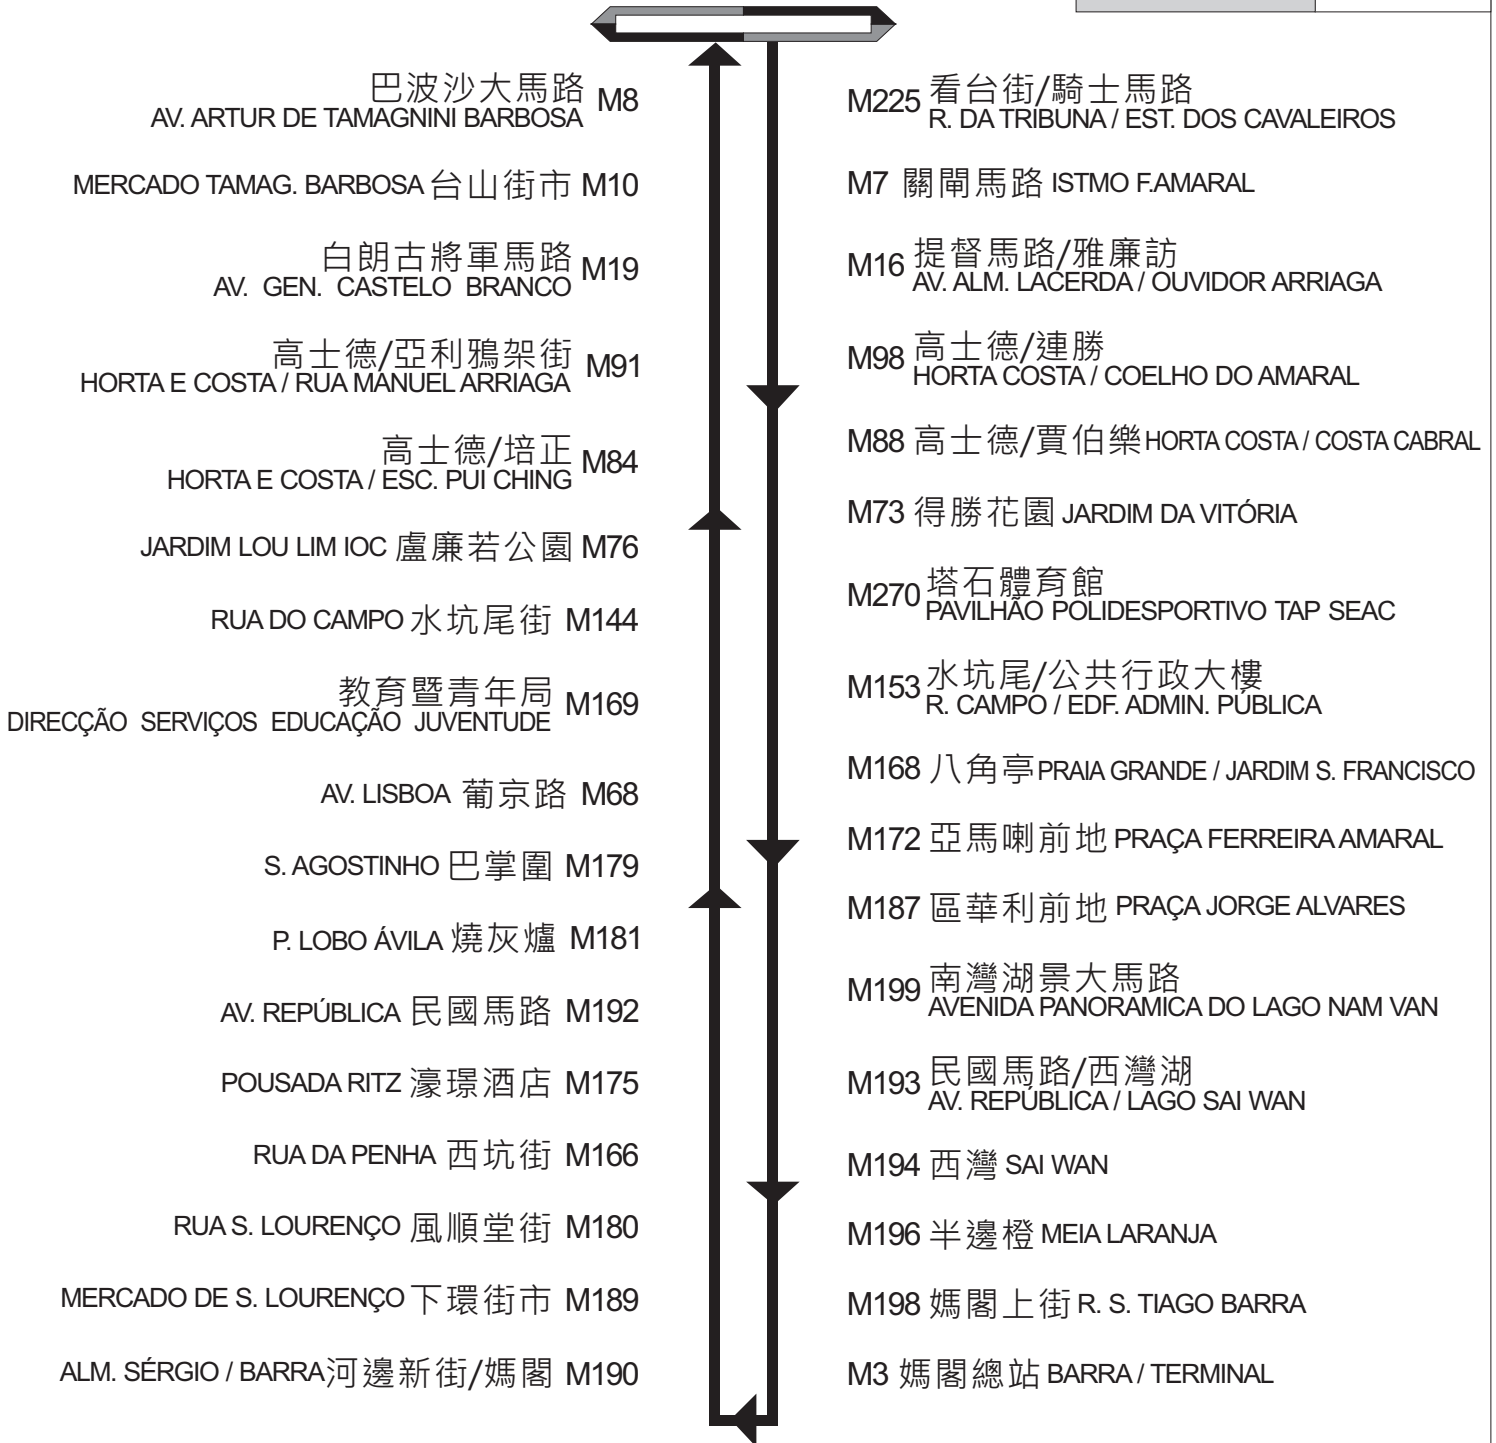 巴波沙大馬路 M8
AV. ARTUR DE TAMAGNINI BARBOSA
MERCADO TAMAG. BARBOSA 台山街市 M10
白朗古將軍馬路 M19
AV. GEN. CASTELO BRANCO
高士德/亞利鴉架街 M91
HORTA E COSTA / RUA MANUEL ARRIAGA
高士德/培正 M84
HORTA E COSTA / ESC. PUI CHING
JARDIM LOU LIM IOC 盧廉若公園 M76
RUA DO CAMPO 水坑尾街 M144
教育暨青年局 M169
DIRECÇÃO SERVIÇOS EDUCAÇÃO JUVENTUDE
AV. LISBOA 葡京路 M68
S. AGOSTINHO 巴掌圍 M179
P. LOBO ÁVILA 燒灰爐 M181
AV. REPÚBLICA 民國馬路 M192
POUSADA RITZ 濠璟酒店 M175
RUA DA PENHA 西坑街 M166
RUA S. LOURENÇO 風順堂街 M180
MERCADO DE S. LOURENÇO 下環街市 M189
ALM. SÉRGIO / BARRA 河邊新街/媽閣 M190
M225 看台街/騎士馬路
R. DA TRIBUNA / EST. DOS CAVALEIROS
M7 關閘馬路 ISTMO F.AMARAL
M16 提督馬路/雅廉訪
AV. ALM. LACERDA / OUVIDOR ARRIAGA
M98 高士德/連勝
HORTA COSTA / COELHO DO AMARAL
M88 高士德/賈伯樂 HORTA COSTA / COSTA CABRAL
M73 得勝花園 JARDIM DA VITÓRIA
M270 塔石體育館
PAVILHÃO POLIDESPORTIVO TAP SEAC
M153 水坑尾/公共行政大樓
R. CAMPO / EDF. ADMIN. PÚBLICA
M168 八角亭 PRAIA GRANDE / JARDIM S. FRANCISCO
M172 亞馬喇前地 PRAÇA FERREIRA AMARAL
M187 區華利前地 PRAÇA JORGE ALVARES
M199 南灣湖景大馬路
AVENIDA PANORAMICA DO LAGO NAM VAN
M193 民國馬路/西灣湖
AV. REPÚBLICA / LAGO SAI WAN
M194 西灣 SAI WAN
M196 半邊橙 MEIA LARANJA
M198 媽閣上街 R. S. TIAGO BARRA
M3 媽閣總站 BARRA / TERMINAL